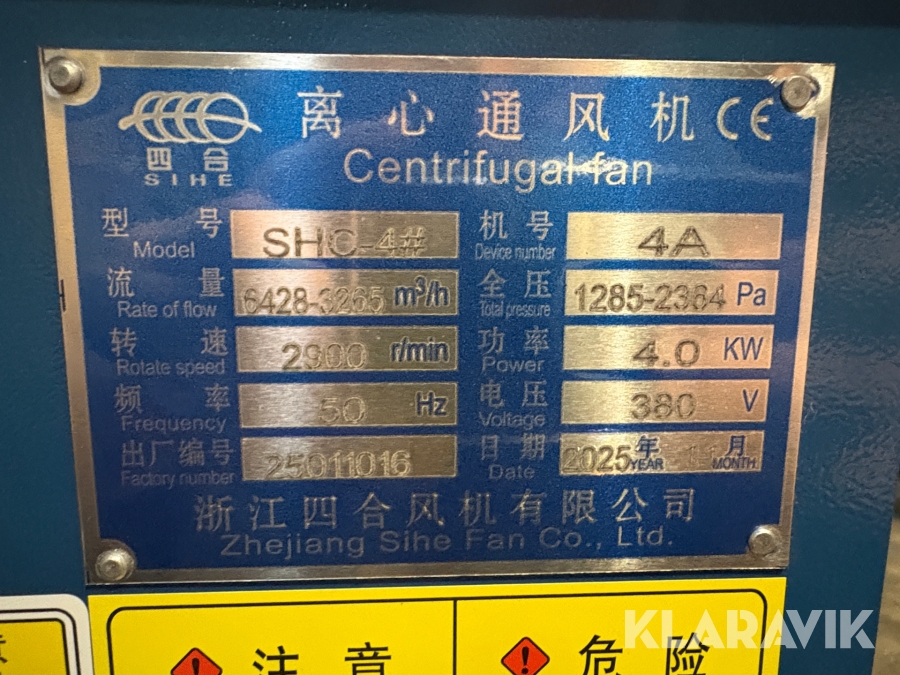 离心通风机 CE
四合
SIHE
Centrifugal fan
型号 Model SHC-4# 机号 Device number 4A
流量 Rate of flow 6428-3265 m³/h 全压 Total pressure 1285-2364 Pa
转速 Rotate speed 2900 r/min 功率 Power 4.0 KW
频率 Frequency 50 Hz 电压 Voltage 380 V
出厂编号 Factory number 25011016 日期 Date 2025 年 YEAR 11 月 MONTH
浙江四合风机有限公司
Zhejiang Sihe Fan Co., Ltd.
注意 危险
KLARAVIK